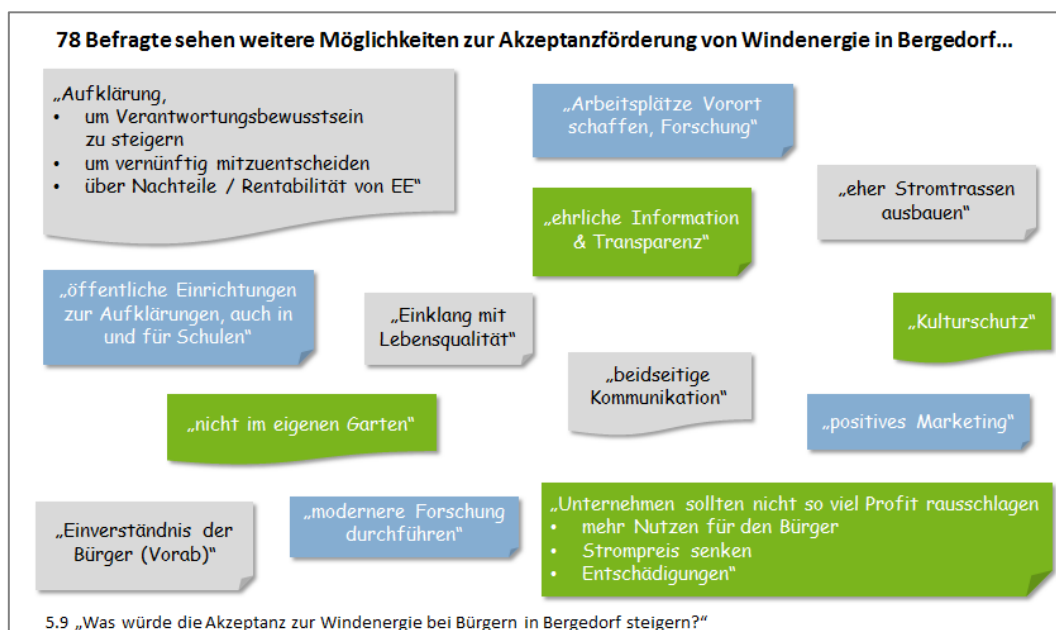 78 Befragte sehen weitere Möglichkeiten zur Akzeptanzförderung von Windenergie in Bergedorf...
„Aufklärung,
• um Verantwortungsbewusstsein
zu steigern
• um vernünftig mitzuentscheiden
• über Nachteile / Rentabilität von EE“
„Arbeitsplätze Vorort
schaffen, Forschung“
„eher Stromtrassen
ausbauen“
„ehrliche Information
& Transparenz“
„öffentliche Einrichtungen
zur Aufklärungen, auch in
und für Schulen“
„Einklang mit
Lebensqualität“
„Kulturschutz“
„beidseitige
Kommunikation“
„nicht im eigenen Garten“
„positives Marketing“
„Einverständnis der
Bürger (Vorab)“
„modernere Forschung
durchführen“
„Unternehmen sollten nicht so viel Profit rausschlagen
• mehr Nutzen für den Bürger
• Strompreis senken
• Entschädigungen“
5.9 „Was würde die Akzeptanz zur Windenergie bei Bürgern in Bergedorf steigern?“